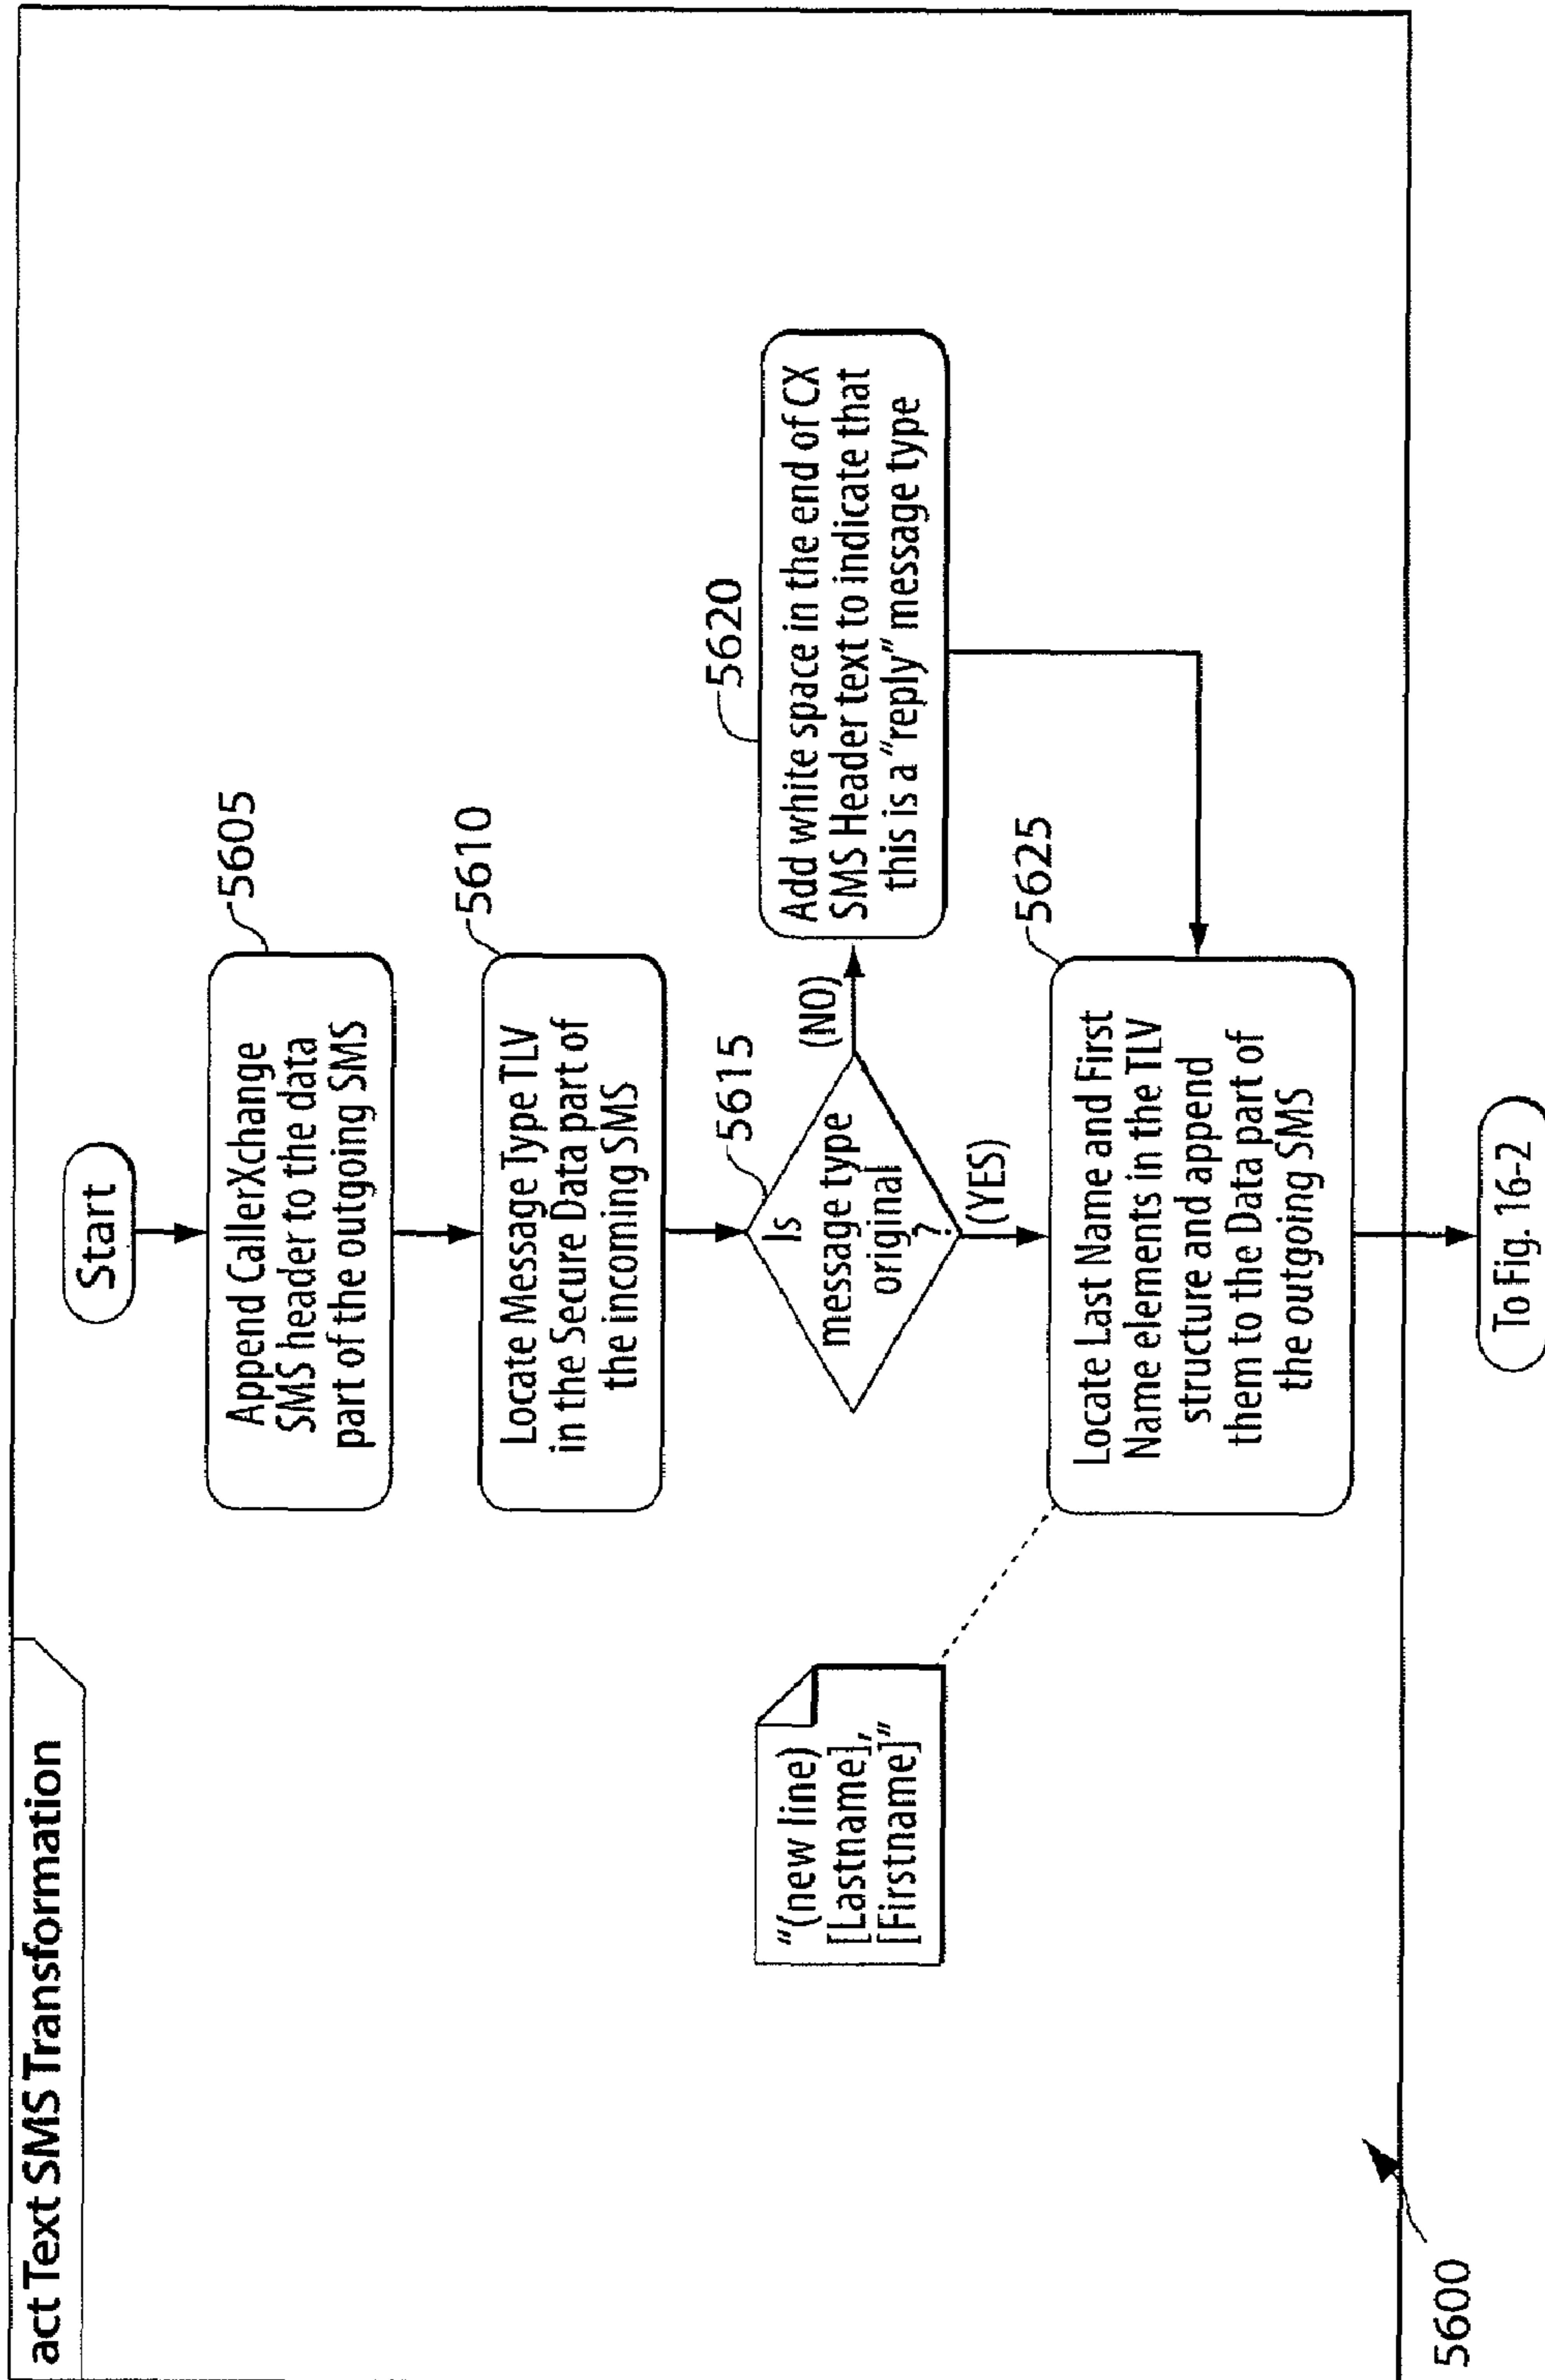 act Text SMS Transformation
Start
5605
Append CallerXchange
SMS header to the data
part of the outgoing SMS
5610
Locate Message Type TLV
in the Secure Data part of
the incoming SMS
5615
Is
message type
original
?
(NO)
(YES)
5620
Add white space in the end of CX
SMS Header text to indicate that
this is a “reply” message type
5625
Locate Last Name and First
Name elements in the TLV
structure and append
them to the Data part of
the outgoing SMS
“(new line)
[Lastname],
[Firstname]”
To Fig. 16-2
5600